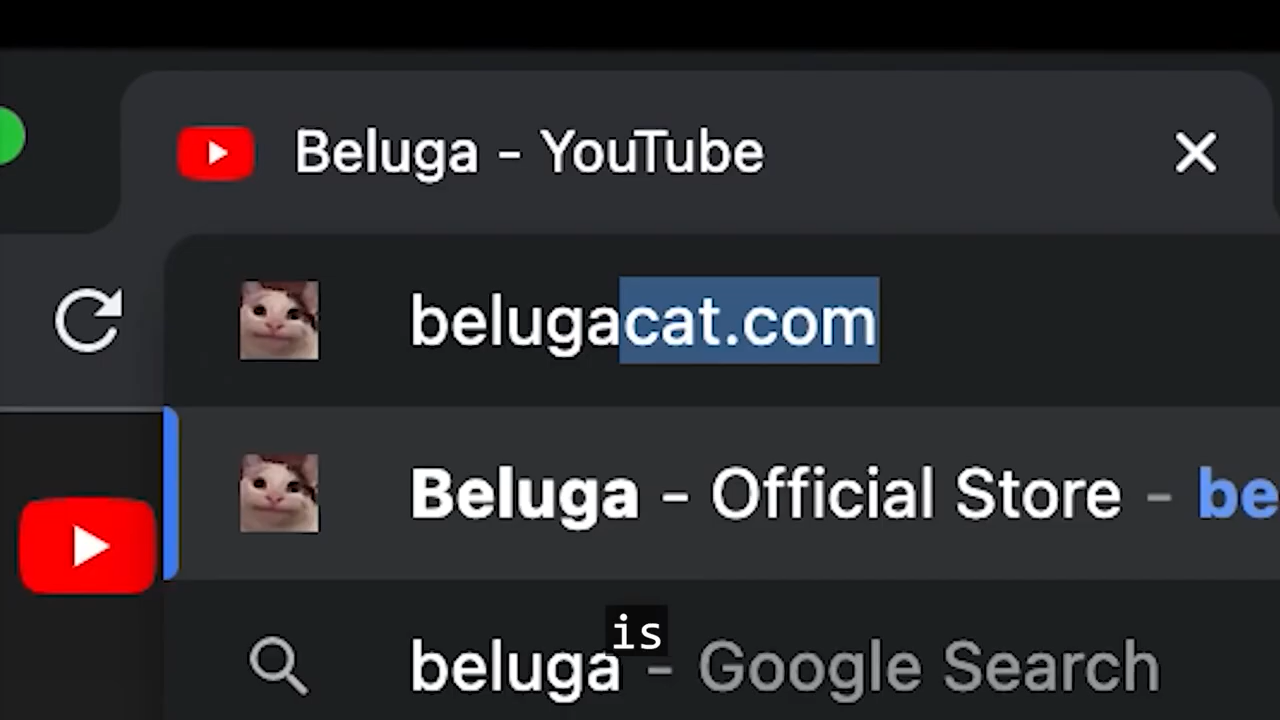 Beluga - YouTube
belugacat.com
Beluga - Official Store - be
is
beluga - Google Search